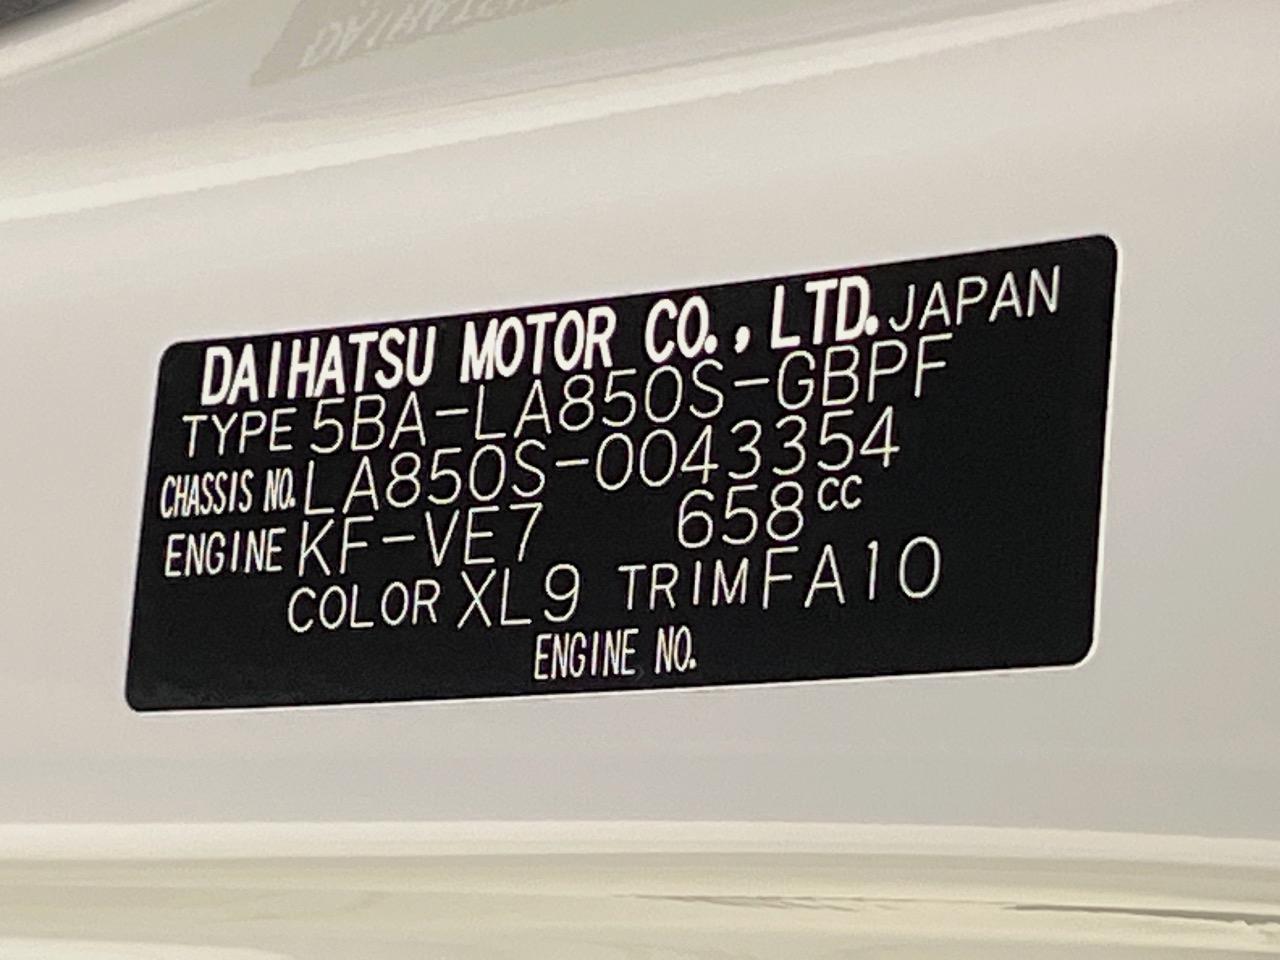 DAIHATSU MOTOR CO., LTD. JAPAN
TYPE 5BA-LA850S-GBPF
CHASSIS NO. LA850S-0043354
ENGINE KF-VE7 658CC
COLOR XL9 TRIM FA10
ENGINE NO.